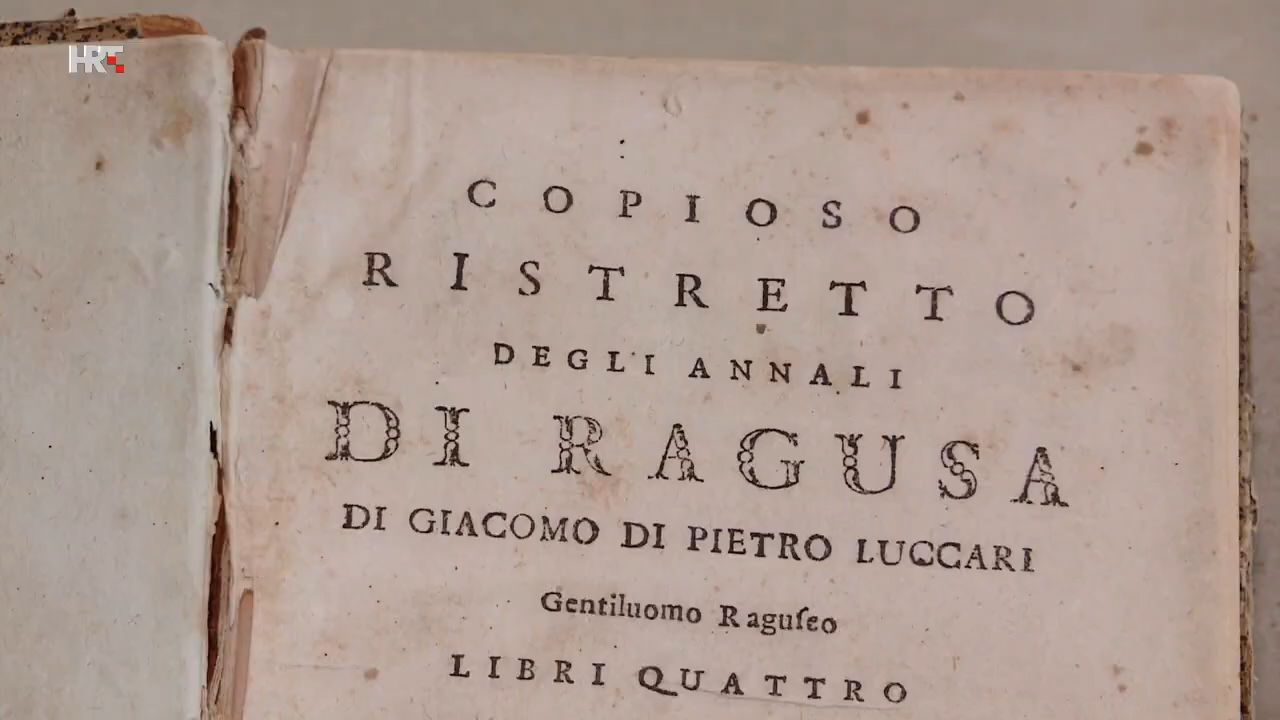 HRT
COPIOSO
RISTRETTO
DEGLI ANNALI
DI RAGUSA
DI GIACOMO DI PIETRO LUCCARI
Gentiluomo Raguſeo
LIBRI QUATTRO